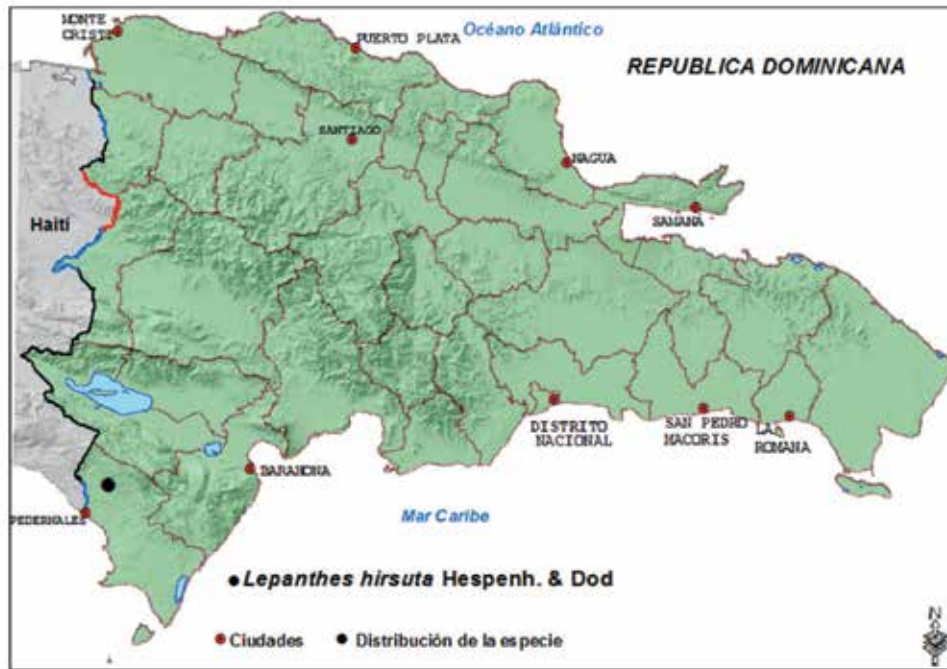 MONTE
CRISTI
PUERTO PLATA
Océano Atlántico
REPUBLICA DOMINICANA
SANTIAGO
NAGUA
SAMANA
Haití
DISTRITO
NACIONAL
SAN PEDRO
MACORIS
LA
ROMANA
BARAHONA
PEDERNALES
Mar Caribe
Lepanthes hirsuta Hespenh. & Dod
Ciudades
Distribución de la especie
N